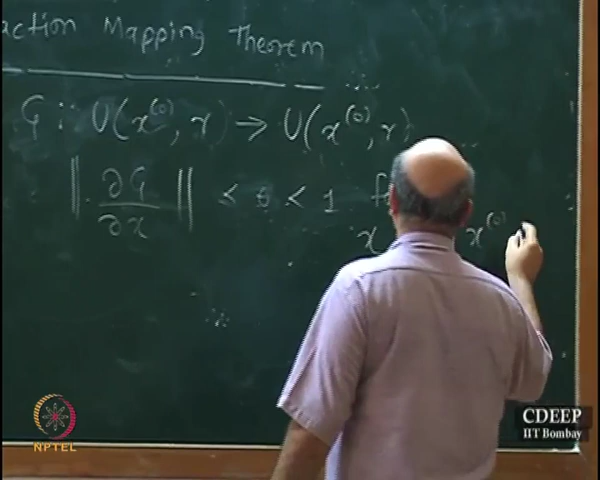 action Mapping Theorem
G : U(x^(0), r) → U(x^(0), r)
‖ ∂G / ∂x ‖ < θ < 1 f
x x^(0)
NPTEL
CDEEP
IIT Bombay